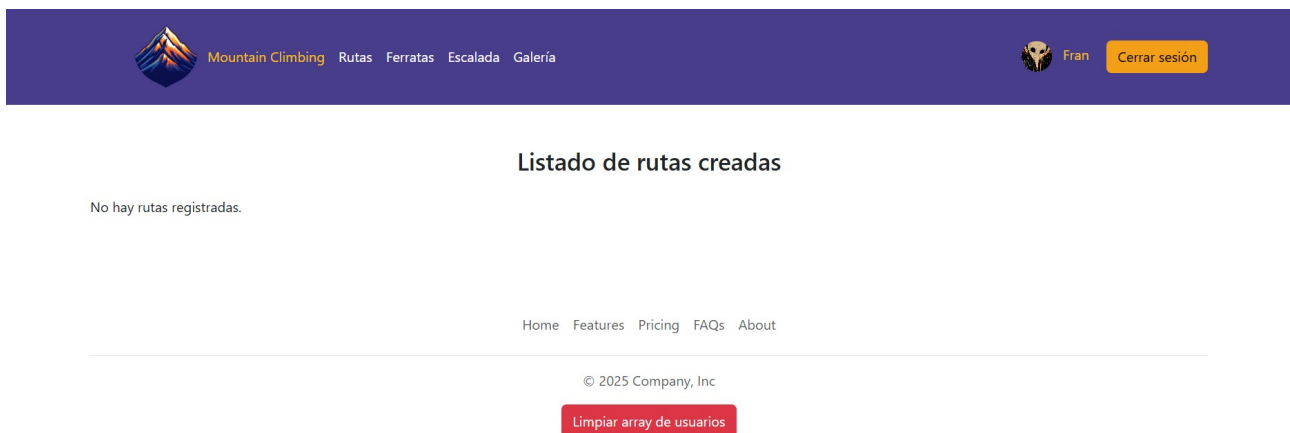 Mountain Climbing Rutas Ferratas Escalada Galería Fran Cerrar sesión
Listado de rutas creadas
No hay rutas registradas.
Home Features Pricing FAQs About
© 2025 Company, Inc
Limpiar array de usuarios